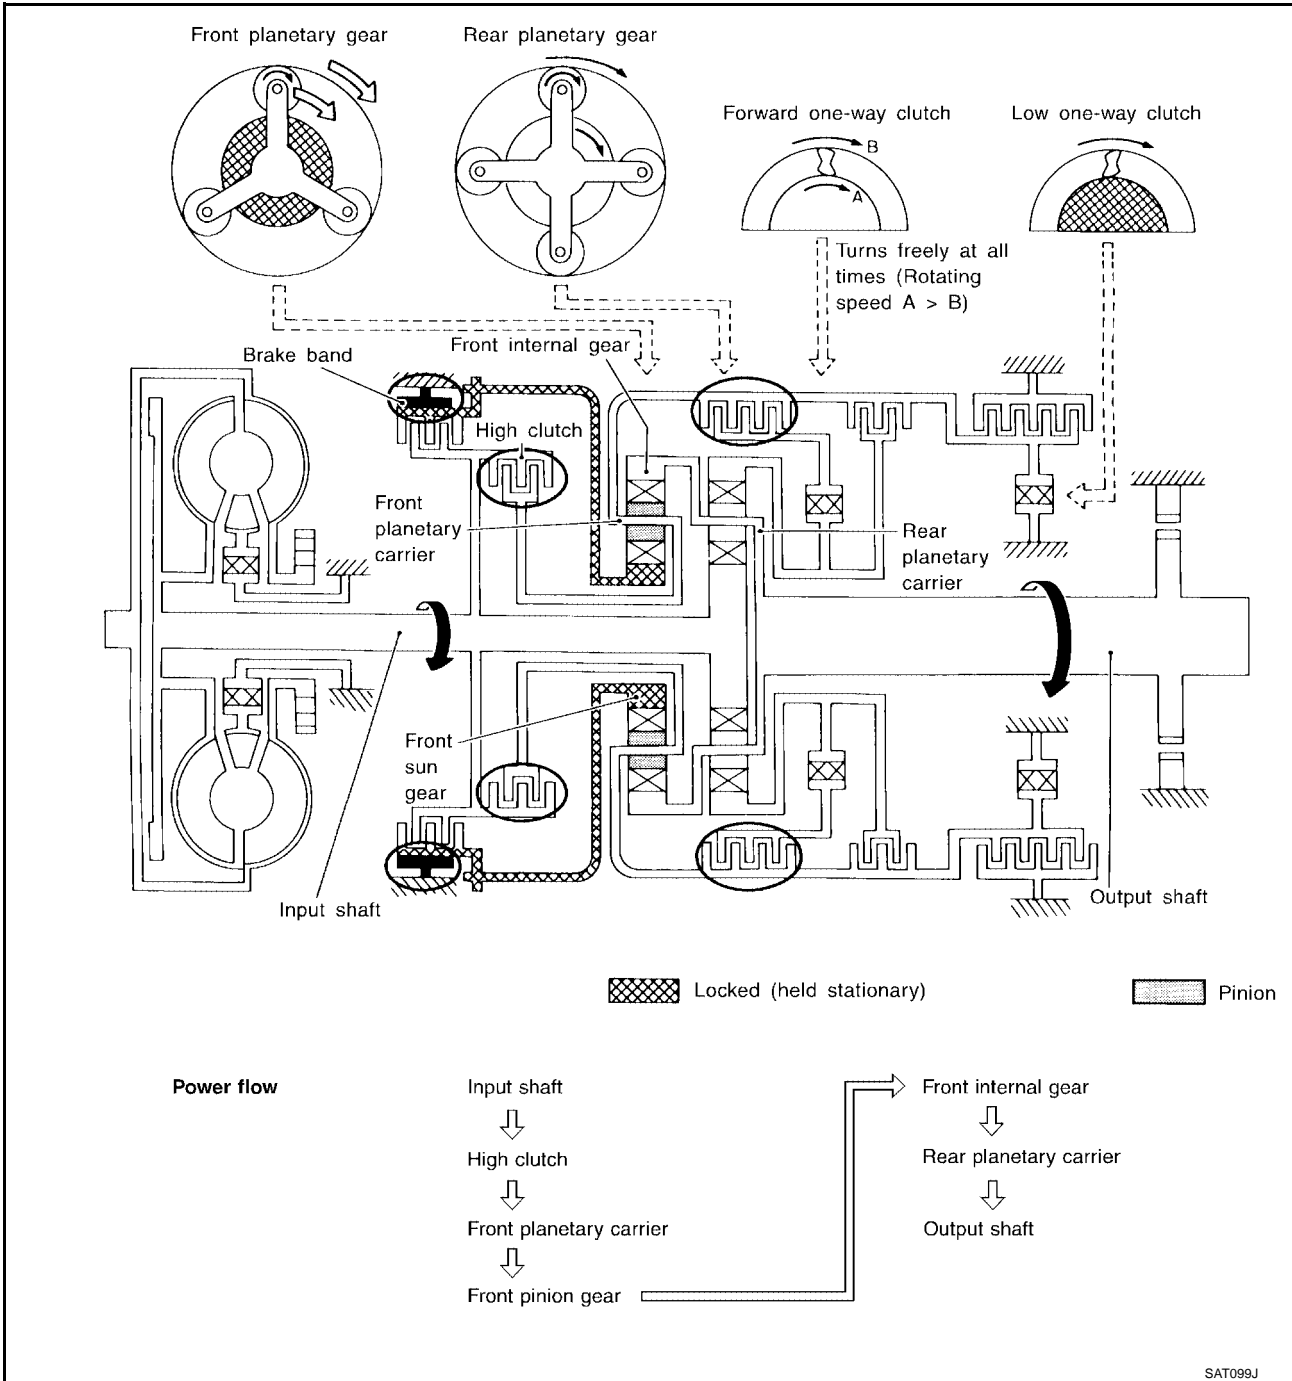 Front planetary gear
Rear planetary gear
Forward one-way clutch
Low one-way clutch
B
A
Turns freely at all
times (Rotating
speed A > B)
Front internal gear
Brake band
High clutch
Front
planetary
carrier
Rear
planetary
carrier
Front
sun
gear
Input shaft
Output shaft
Locked (held stationary)
Pinion
Power flow
Input shaft
High clutch
Front planetary carrier
Front pinion gear
Front internal gear
Rear planetary carrier
Output shaft
SAT099J